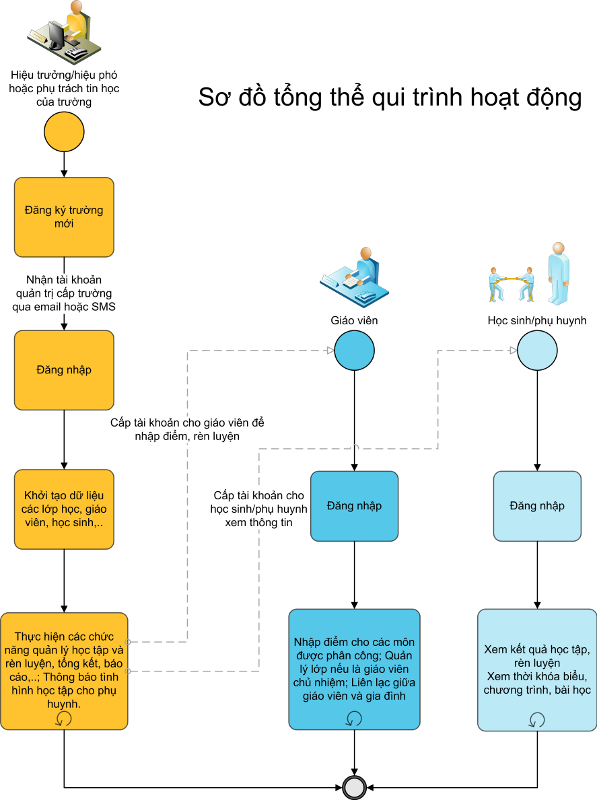 Hiệu trưởng/hiệu phó
hoặc phụ trách tin học
của trường
Sơ đồ tổng thể qui trình hoạt động
Đăng ký trường
mới
Nhận tài khoản
quản trị cấp trường
qua email hoặc SMS
Giáo viên
Học sinh/phụ huynh
Đăng nhập
Cấp tài khoản cho giáo viên để
nhập điểm, rèn luyện
Khởi tạo dữ liệu
các lớp học, giáo
viên, học sinh,..
Cấp tài khoản cho
học sinh/phụ huynh
xem thông tin
Đăng nhập
Đăng nhập
Thực hiện các chức
năng quản lý học tập và
rèn luyện, tổng kết, báo
cáo,..; Thông báo tình
hình học tập cho phụ
huynh.
Nhập điểm cho các môn
được phân công; Quản
lý lớp nếu là giáo viên
chủ nhiệm; Liên lạc giữa
giáo viên và gia đình
Xem kết quả học tập,
rèn luyện
Xem thời khóa biểu,
chương trình, bài học